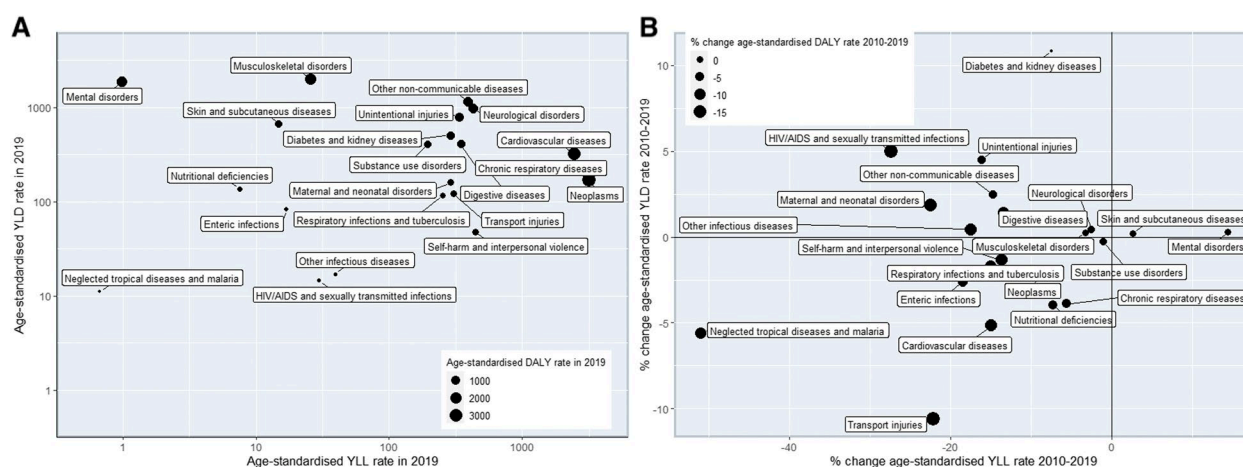 A
Age-standardised YLD rate in 2019
1000
100
10
1
Musculoskeletal disorders
Mental disorders
Other non-communicable diseases
Skin and subcutaneous diseases
Unintentional injuries
Neurological disorders
Diabetes and kidney diseases
Cardiovascular diseases
Substance use disorders
Chronic respiratory diseases
Nutritional deficiencies
Maternal and neonatal disorders
Digestive diseases
Neoplasms
Enteric infections
Respiratory infections and tuberculosis
Transport injuries
Self-harm and interpersonal violence
Other infectious diseases
Neglected tropical diseases and malaria
HIV/AIDS and sexually transmitted infections
Age-standardised DALY rate in 2019
1000
2000
3000
1
10
100
1000
Age-standardised YLL rate in 2019
B
% change age-standardised YLD rate 2010-2019
10
5
0
-5
-10
% change age-standardised DALY rate 2010-2019
0
-5
-10
-15
Diabetes and kidney diseases
HIV/AIDS and sexually transmitted infections
Unintentional injuries
Other non-communicable diseases
Maternal and neonatal disorders
Neurological disorders
Other infectious diseases
Digestive diseases
Skin and subcutaneous diseases
Self-harm and interpersonal violence
Musculoskeletal disorders
Mental disorders
Respiratory infections and tuberculosis
Substance use disorders
Enteric infections
Neoplasms
Chronic respiratory diseases
Nutritional deficiencies
Neglected tropical diseases and malaria
Cardiovascular diseases
Transport injuries
-40
-20
0
% change age-standardised YLL rate 2010-2019